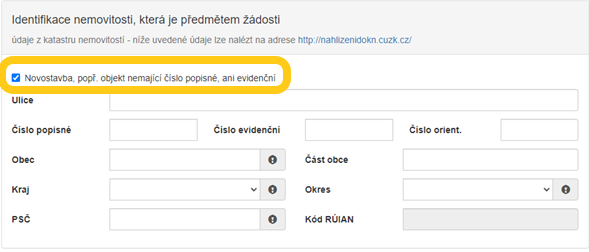 Identifikace nemovitosti, která je předmětem žádosti
údaje z katastru nemovitostí - níže uvedené údaje lze nalézt na adrese http://nahlizenidokn.cuzk.cz/
Novostavba, popř. objekt nemající číslo popisné, ani evidenční
Ulice
Číslo popisné Číslo evidenční Číslo orient.
Obec Část obce
Kraj Okres
PSČ Kód RÚIAN